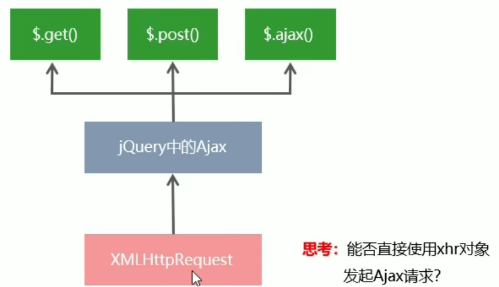 $.get() $.post() $.ajax()
jQuery中的Ajax
XMLHttpRequest
思考：能否直接使用xhr对象
发起Ajax请求？